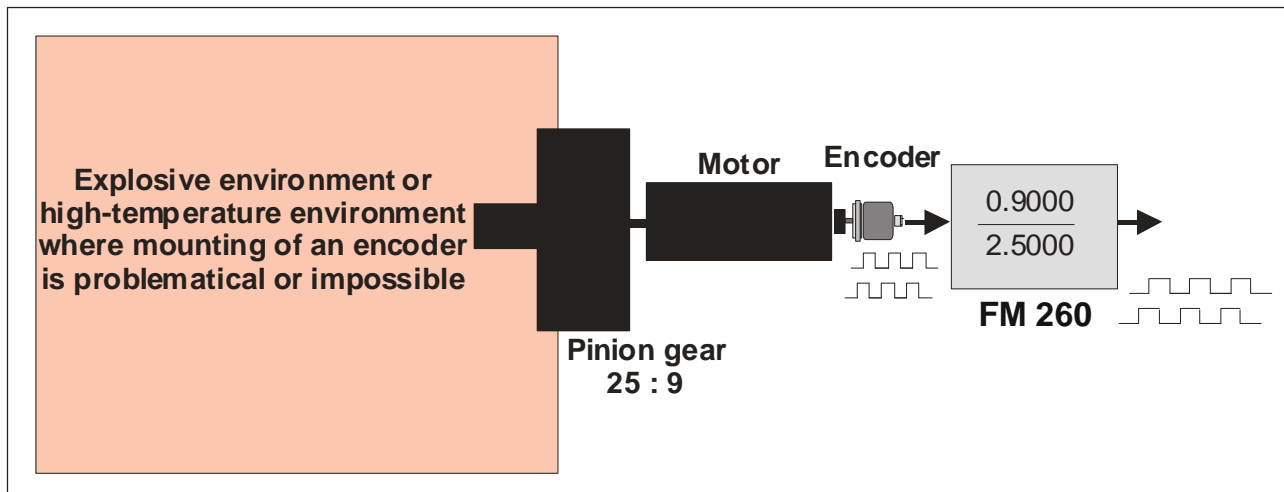 Explosive environment or
high-temperature environment
where mounting of an encoder
is problematical or impossible
Pinion gear
25 : 9
Motor
Encoder
0.9000
2.5000
FM 260